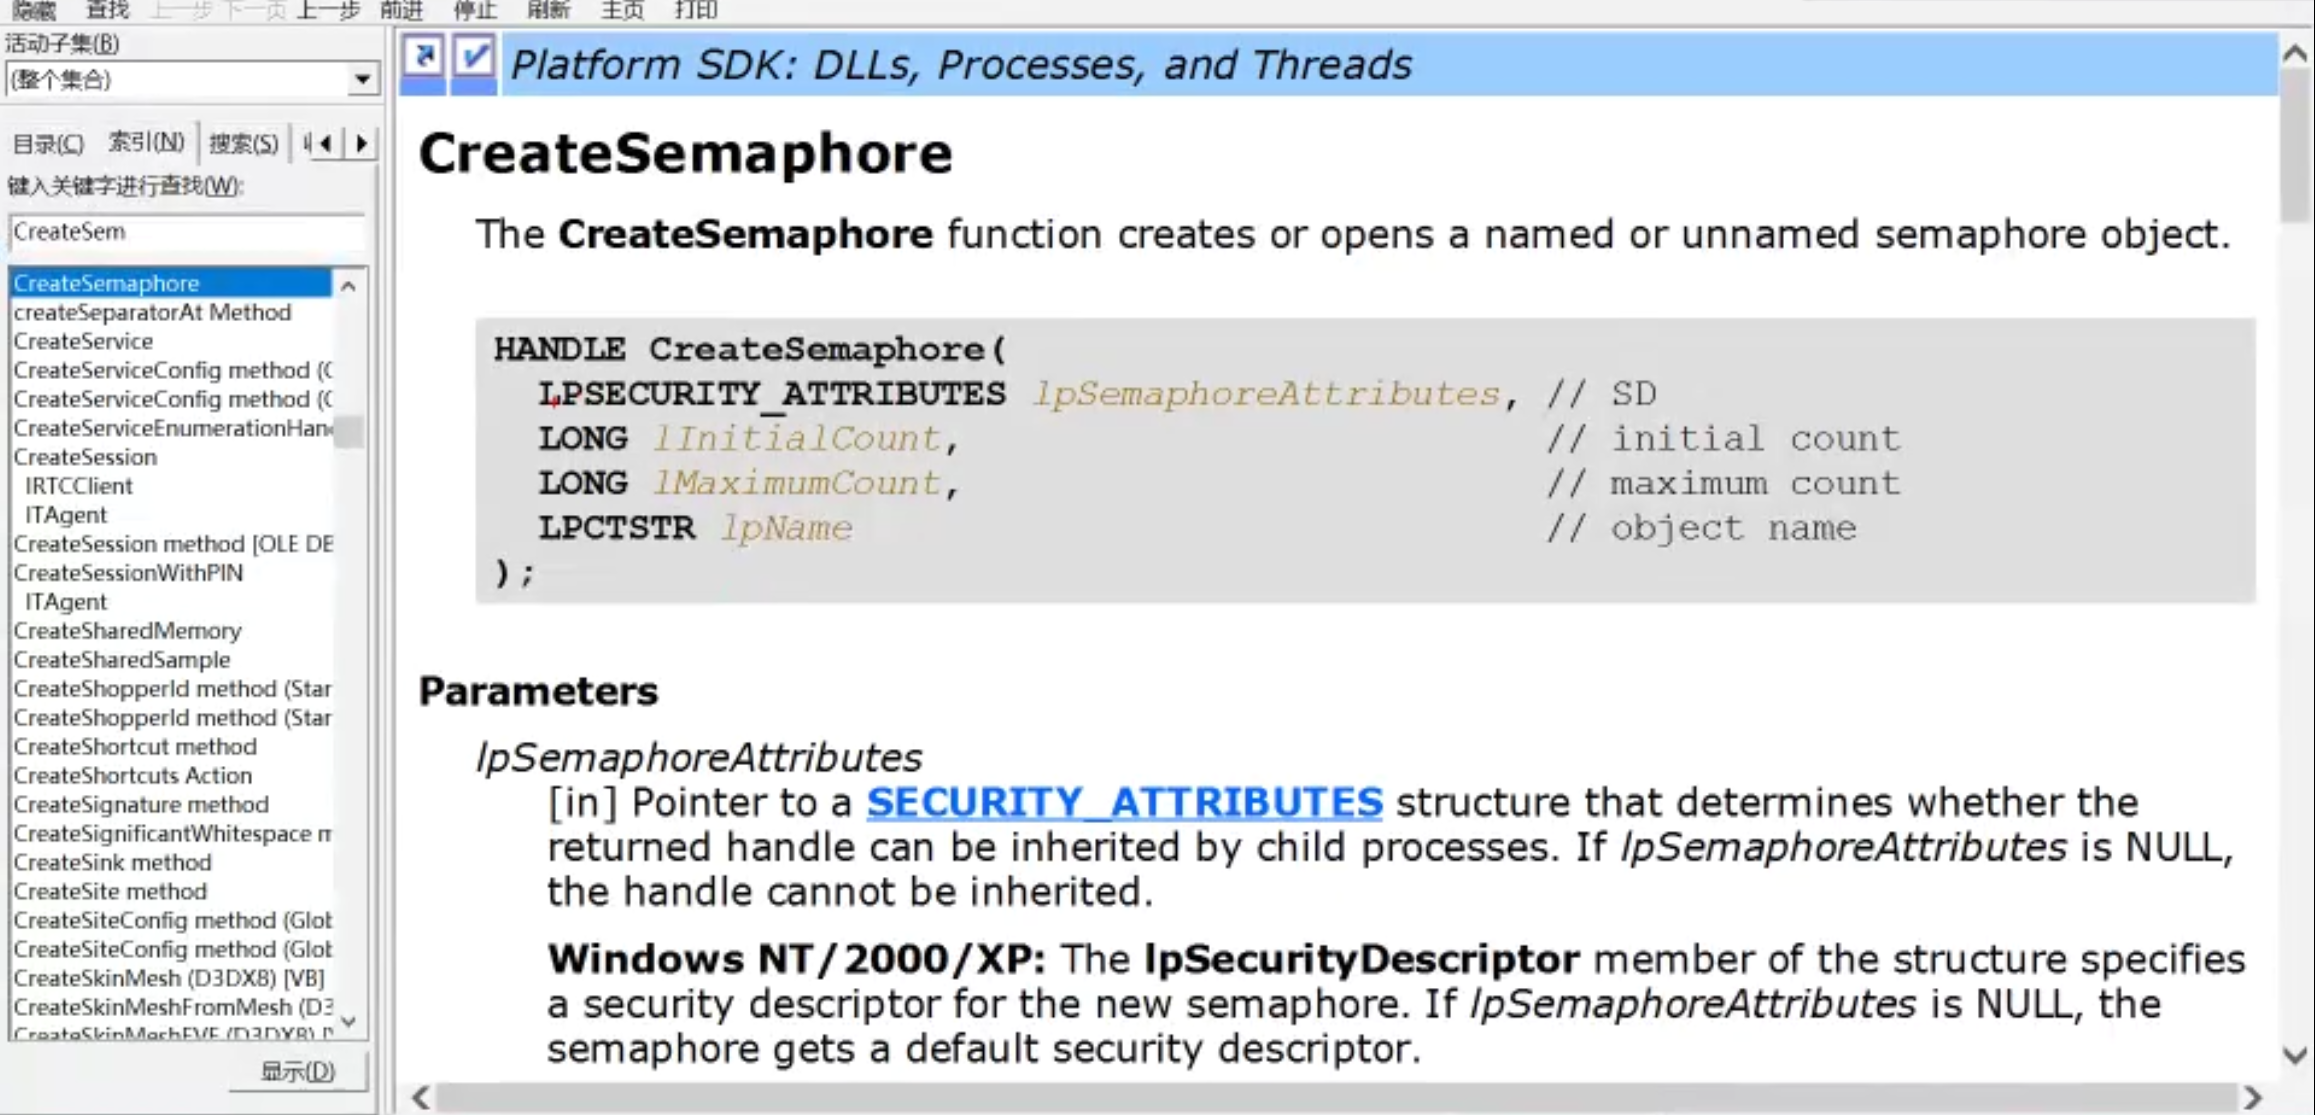 隐藏 查找 上一步 下一页 上一步 前进 停止 刷新 主页 打印
活动子集(B)
(整个集合)
目录(C) 索引(N) 搜索(S)
键入关键字进行查找(W):
CreateSem
CreateSemaphore
createSeparatorAt Method
CreateService
CreateServiceConfig method (C
CreateServiceConfig method (C
CreateServiceEnumerationHan
CreateSession
IRTCClient
ITAgent
CreateSession method [OLE DE
CreateSessionWithPIN
ITAgent
CreateSharedMemory
CreateSharedSample
CreateShopperId method (Star
CreateShopperId method (Star
CreateShortcut method
CreateShortcuts Action
CreateSignature method
CreateSignificantWhitespace m
CreateSink method
CreateSite method
CreateSiteConfig method (Glob
CreateSiteConfig method (Glob
CreateSkinMesh (D3DX8) [VB]
CreateSkinMeshFromMesh (D3
CreateSkinMeshFVF (D3DX8) [V
显示(D)
Platform SDK: DLLs, Processes, and Threads
CreateSemaphore
The CreateSemaphore function creates or opens a named or unnamed semaphore object.
HANDLE CreateSemaphore(
LPSECURITY_ATTRIBUTES lpSemaphoreAttributes, // SD
LONG lInitialCount, // initial count
LONG lMaximumCount, // maximum count
LPCTSTR lpName // object name
);
Parameters
lpSemaphoreAttributes
[in] Pointer to a SECURITY_ATTRIBUTES structure that determines whether the
returned handle can be inherited by child processes. If lpSemaphoreAttributes is NULL,
the handle cannot be inherited.
Windows NT/2000/XP: The lpSecurityDescriptor member of the structure specifies
a security descriptor for the new semaphore. If lpSemaphoreAttributes is NULL, the
semaphore gets a default security descriptor.